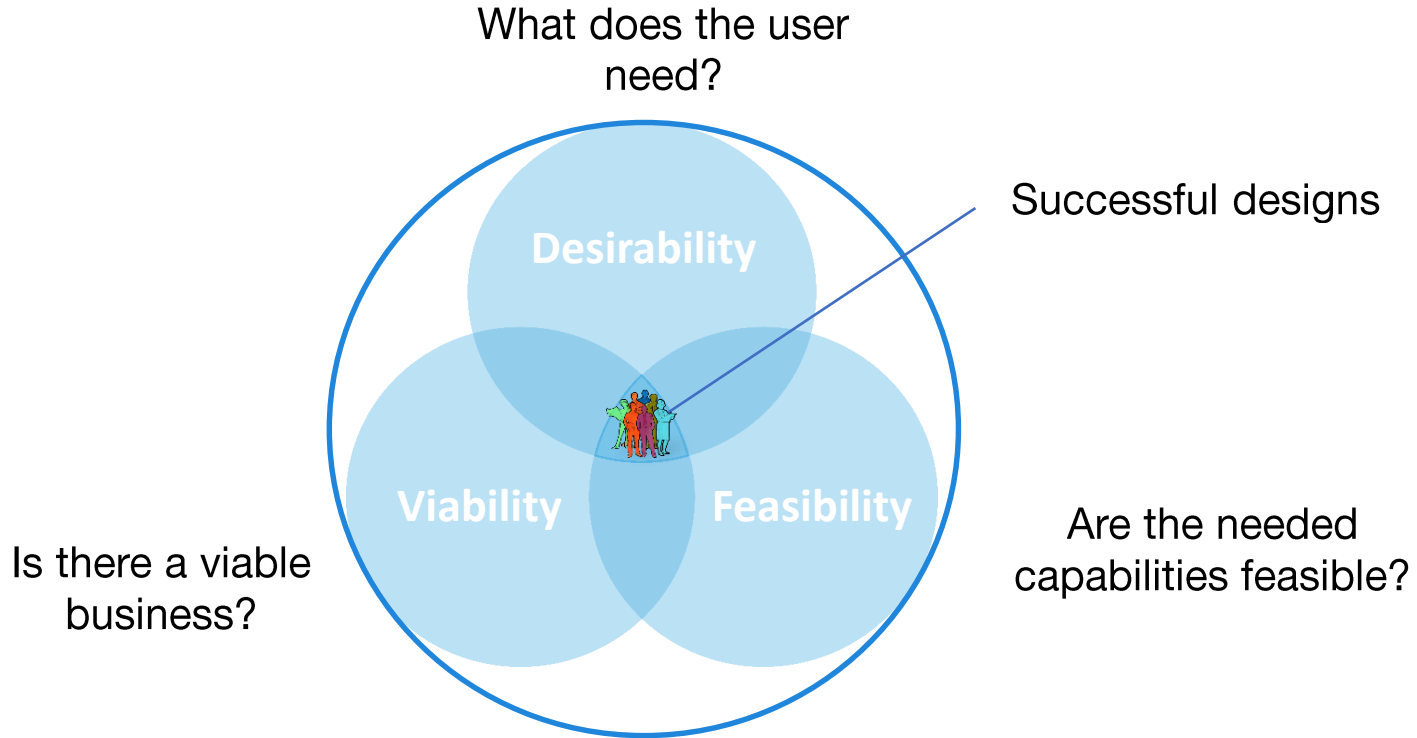 What does the user
need?
Successful designs
Desirability
Viability
Feasibility
Are the needed
capabilities feasible?
Is there a viable
business?